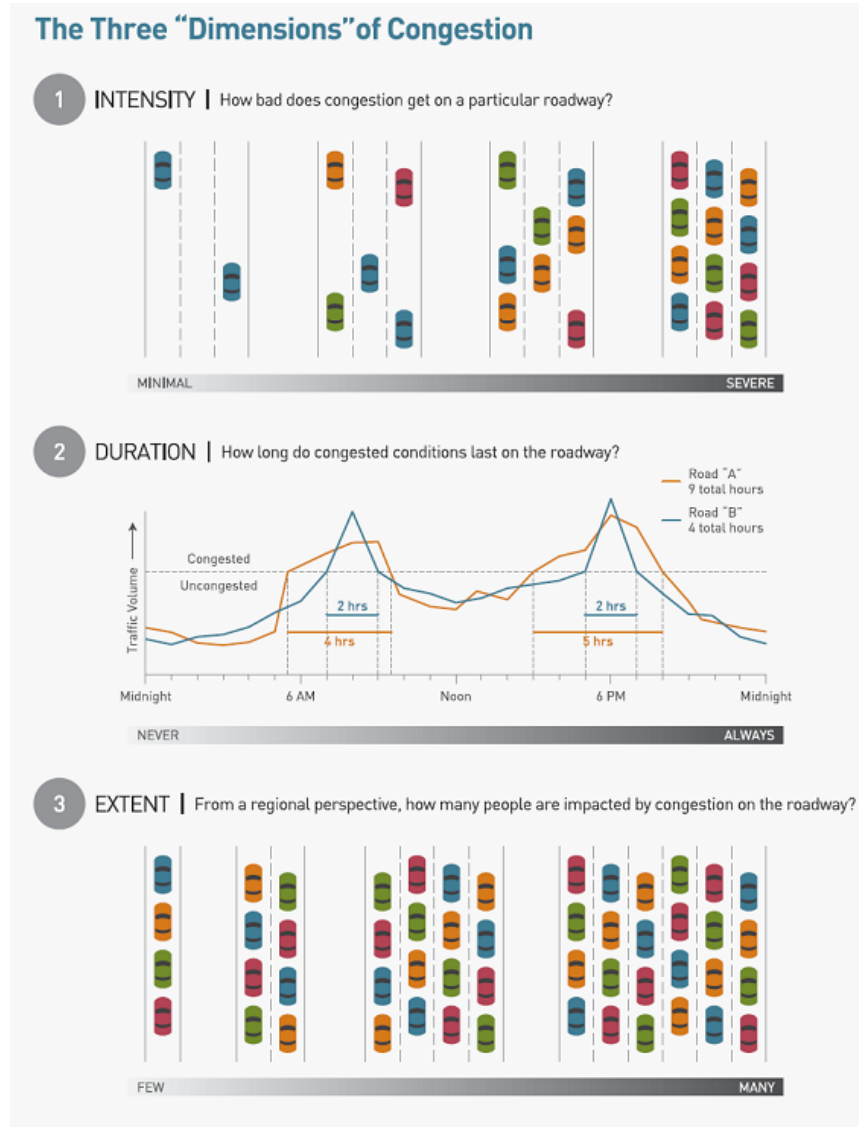 The Three “Dimensions”of Congestion
1 INTENSITY | How bad does congestion get on a particular roadway?
MINIMAL SEVERE
2 DURATION | How long do congested conditions last on the roadway?
Road “A”
9 total hours
Road “B”
4 total hours
Traffic Volume
Congested
Uncongested
2 hrs 2 hrs
4 hrs 5 hrs
Midnight 6 AM Noon 6 PM Midnight
NEVER ALWAYS
3 EXTENT | From a regional perspective, how many people are impacted by congestion on the roadway?
FEW MANY